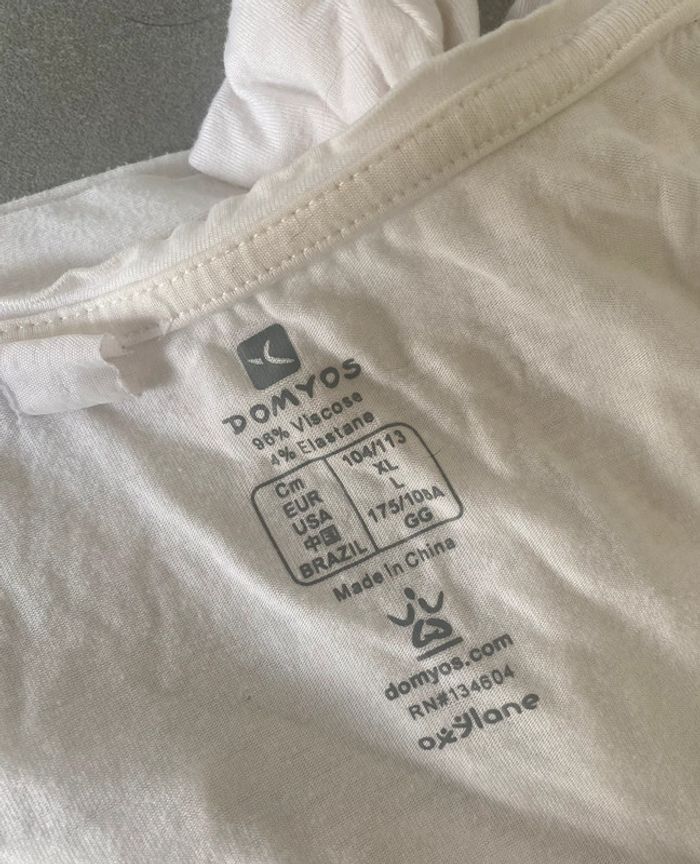 DOMYOS
96% Viscose
4% Elastane
Cm 104/113
EUR XL
USA L
中国 175/108A
BRAZIL GG
Made In China
domyos.com
RN#134604
oxylane